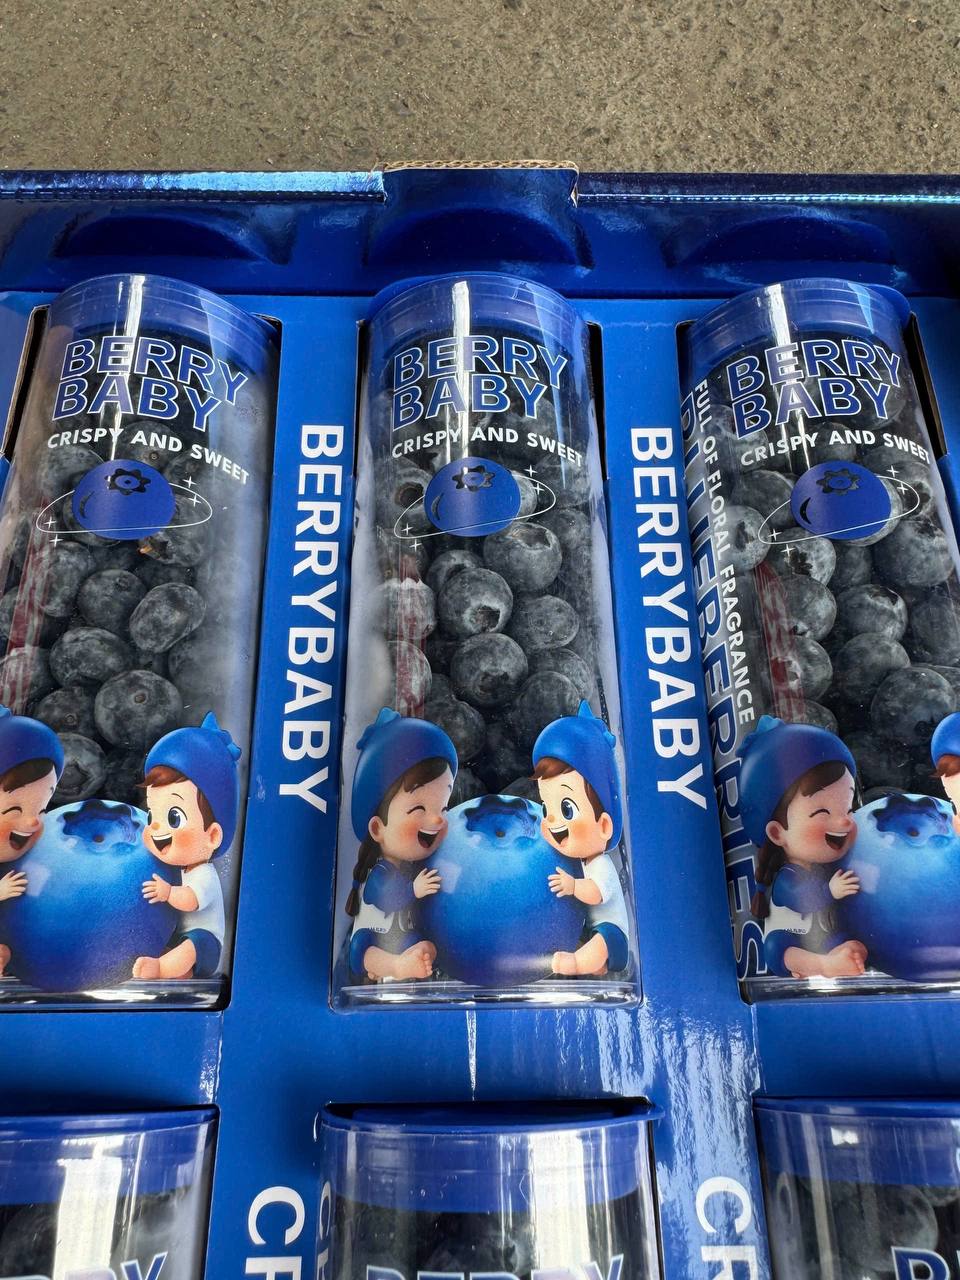 BERRY
BABY
CRISPY AND SWEET
BERRYBABY
BERRY
BABY
CRISPY AND SWEET
BERRYBABY
FULL OF FLORAL FRAGRANCE
BLUEBERRIES
BERRY
BABY
CRISPY AND SWEET